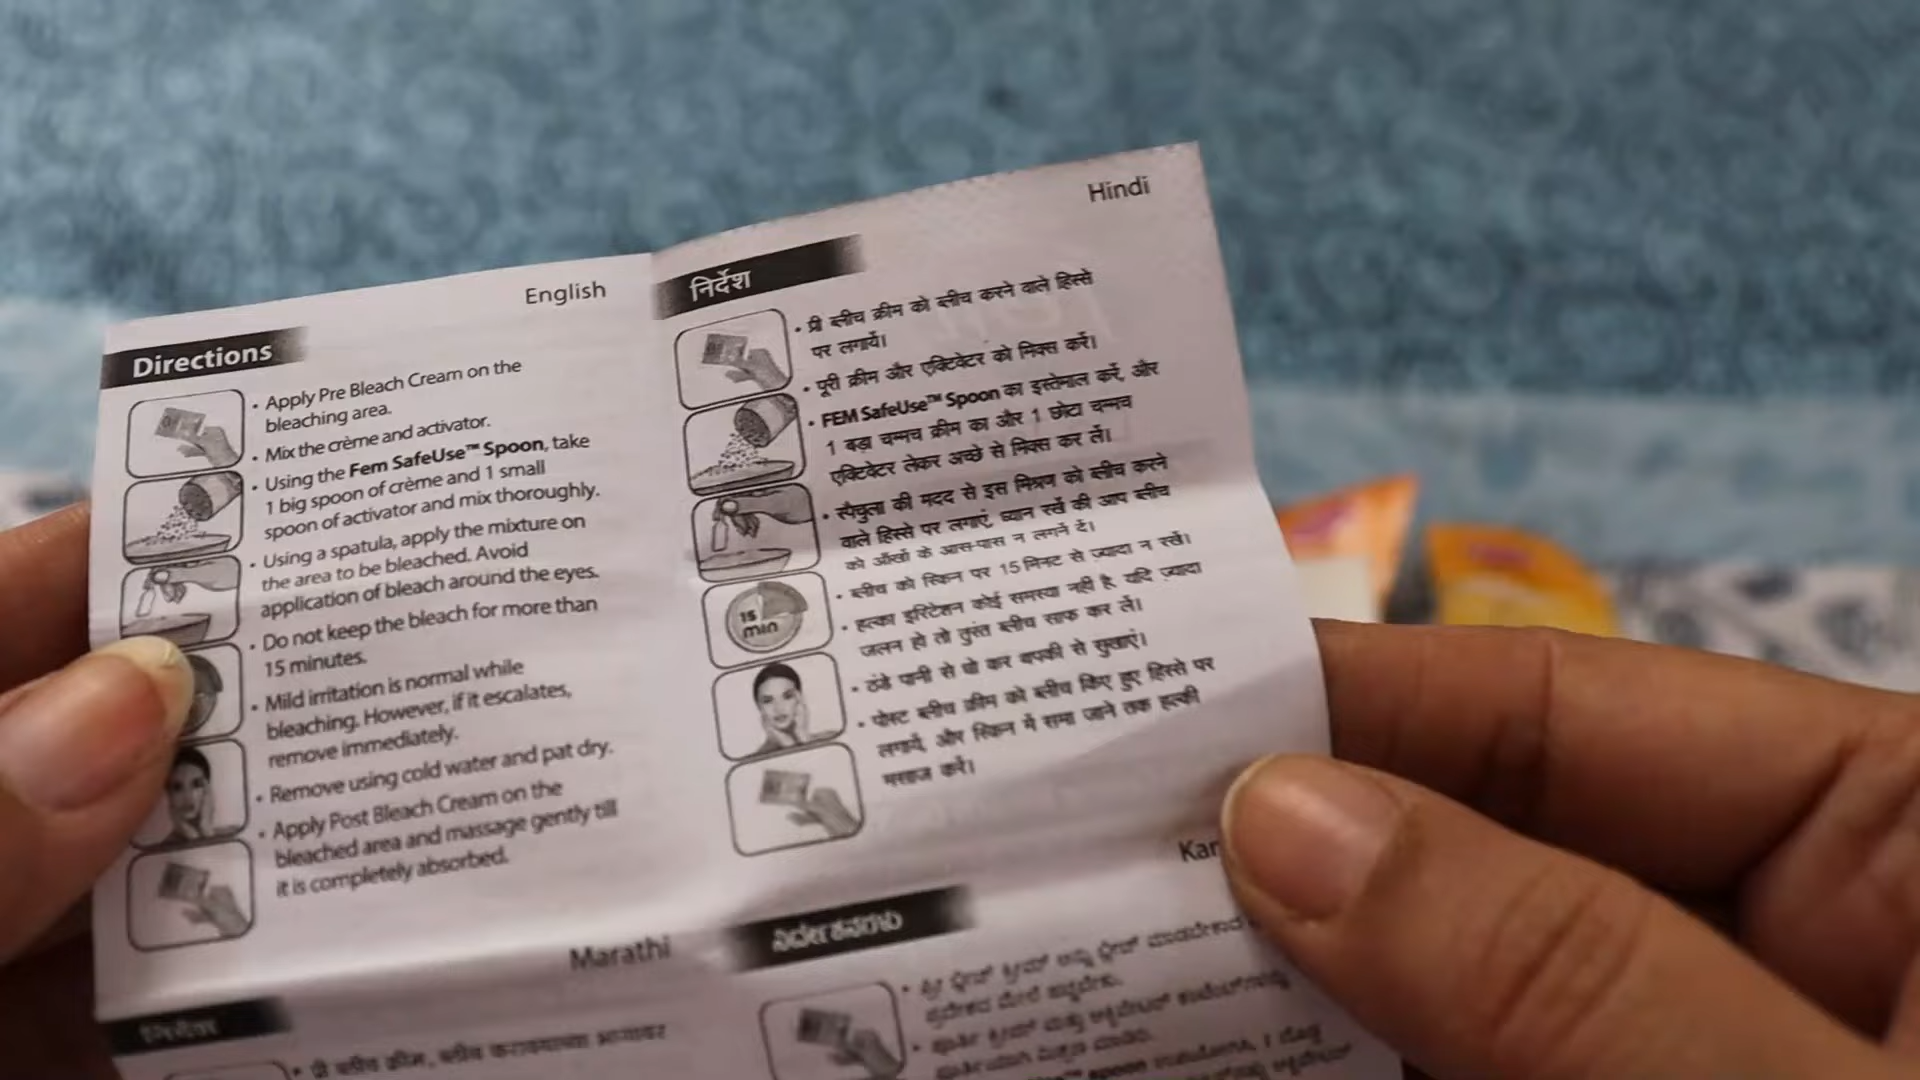 English
Directions
• Apply Pre Bleach Cream on the
bleaching area.
• Mix the crème and activator.
• Using the Fem SafeUse™ Spoon, take
1 big spoon of crème and 1 small
spoon of activator and mix thoroughly.
• Using a spatula, apply the mixture on
the area to be bleached. Avoid
application of bleach around the eyes.
• Do not keep the bleach for more than
15 minutes.
• Mild irritation is normal while
bleaching. However, if it escalates,
remove immediately.
• Remove using cold water and pat dry.
• Apply Post Bleach Cream on the
bleached area and massage gently till
it is completely absorbed.
Hindi
निर्देश
• प्री ब्लीच क्रीम को ब्लीच करने वाले हिस्से
पर लगायें।
• पूरी क्रीम और एक्टिवेटर को मिक्स करें।
• FEM SafeUse™ Spoon का इस्तेमाल करें, और
1 बड़ा चम्मच क्रीम का और 1 छोटा चम्मच
एक्टिवेटर लेकर अच्छे से मिक्स कर लें।
• स्पैचुला की मदद से इस मिश्रण को ब्लीच करने
वाले हिस्से पर लगाएं, ध्यान रखें की आप ब्लीच
को आँखों के आस-पास न लगनें दें।
• ब्लीच को स्किन पर 15 मिनट से ज़्यादा न रखें।
• हल्का इरिटेशन कोई समस्या नहीं है, यदि ज़्यादा
जलन हो तो तुरंत ब्लीच साफ कर लें।
• ठंडे पानी से धो कर थपकी से सुखाएं।
• पोस्ट ब्लीच क्रीम को ब्लीच किए हुए हिस्से पर
लगायें, और स्किन में समा जाने तक हल्की
मसाज करें।
15
min
Marathi
निर्देश
• प्री ब्लीच क्रीम, ब्लीच करावयाच्या भागावर
Kan
ನಿರ್ದೇಶನಗಳು